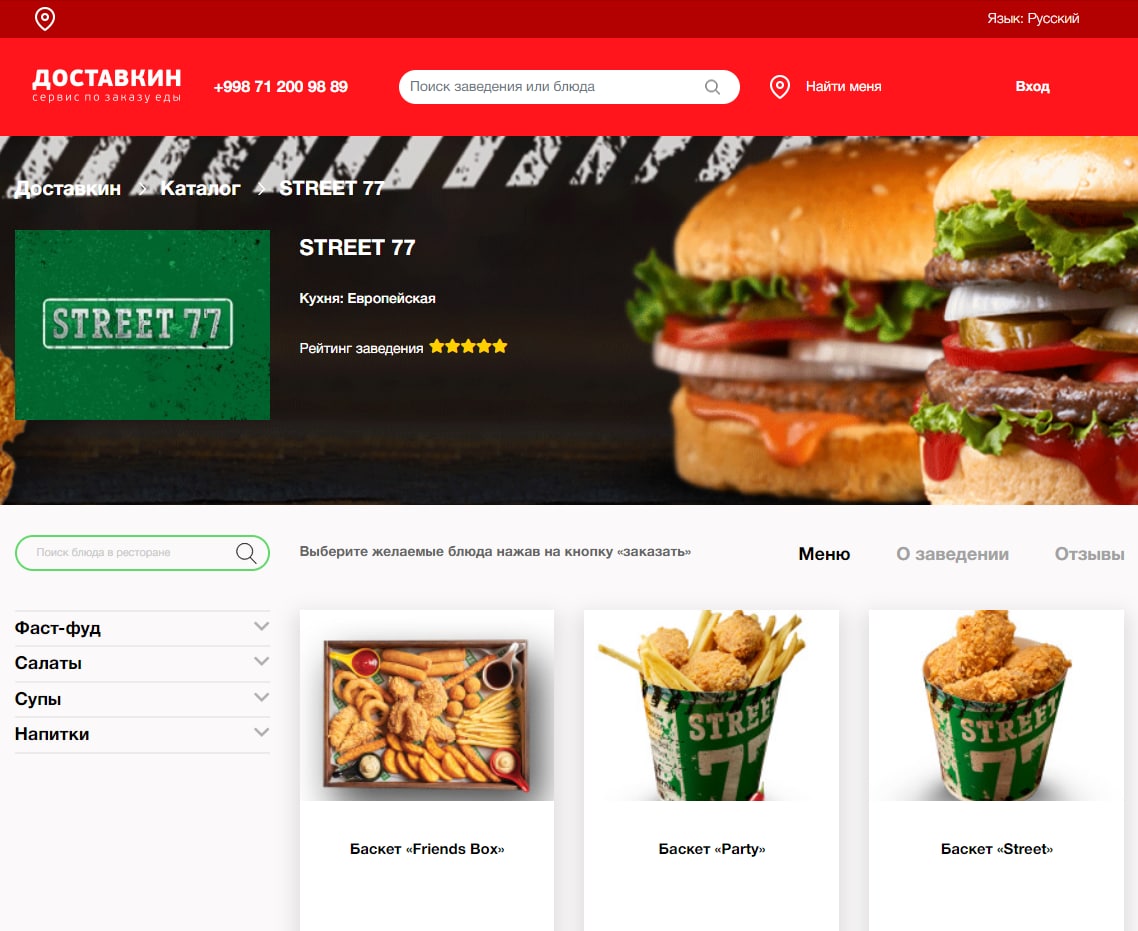 Язык: Русский
ДОСТАВКИН
сервис по заказу еды
+998 71 200 98 89
Поиск заведения или блюда
Найти меня
Вход
Доставкин > Каталог > STREET 77
STREET 77
STREET 77
Кухня: Европейская
Рейтинг заведения
Поиск блюда в ресторане
Выберите желаемые блюда нажав на кнопку «заказать»
Меню
О заведении
Отзывы
Фаст-фуд
Салаты
Супы
Напитки
STREET
77
STREET
77
Баскет «Friends Box»
Баскет «Party»
Баскет «Street»